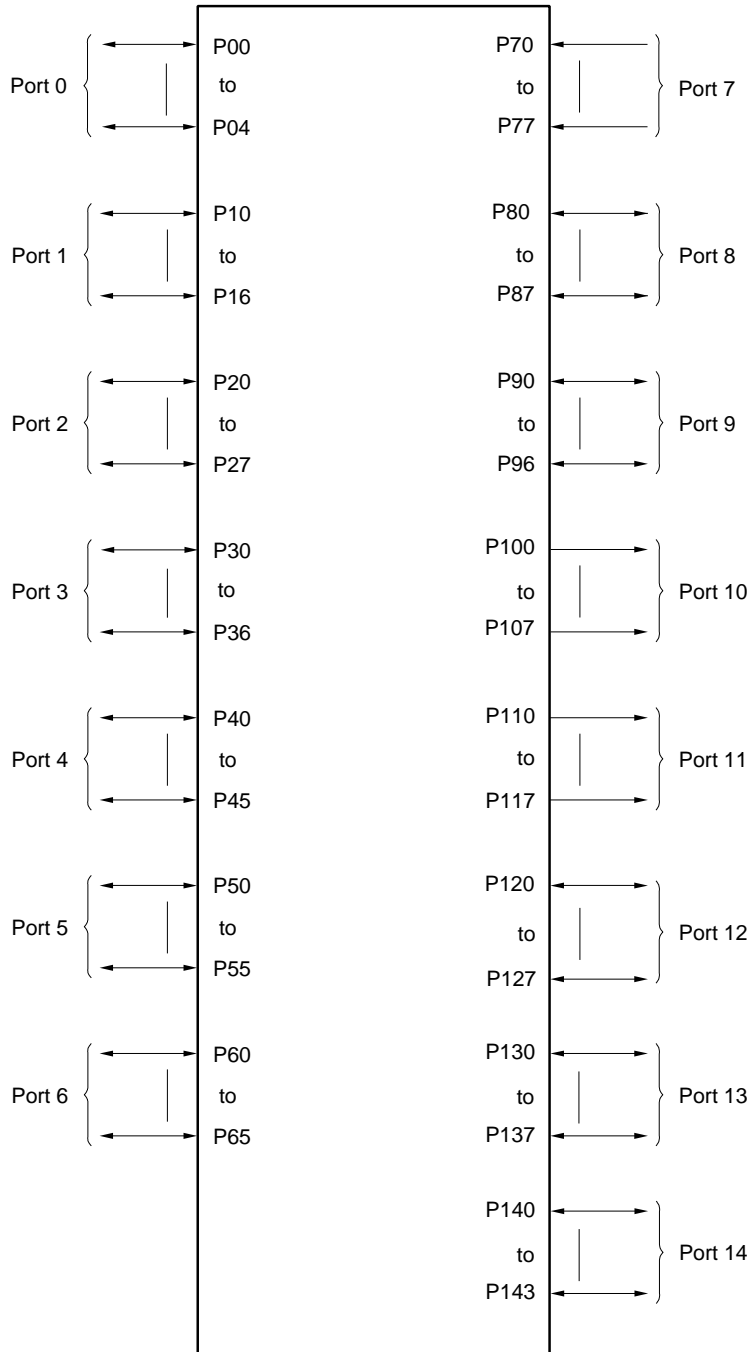 Port 0
P00
to
P04
Port 1
P10
to
P16
Port 2
P20
to
P27
Port 3
P30
to
P36
Port 4
P40
to
P45
Port 5
P50
to
P55
Port 6
P60
to
P65
P70
to
P77
Port 7
P80
to
P87
Port 8
P90
to
P96
Port 9
P100
to
P107
Port 10
P110
to
P117
Port 11
P120
to
P127
Port 12
P130
to
P137
Port 13
P140
to
P143
Port 14